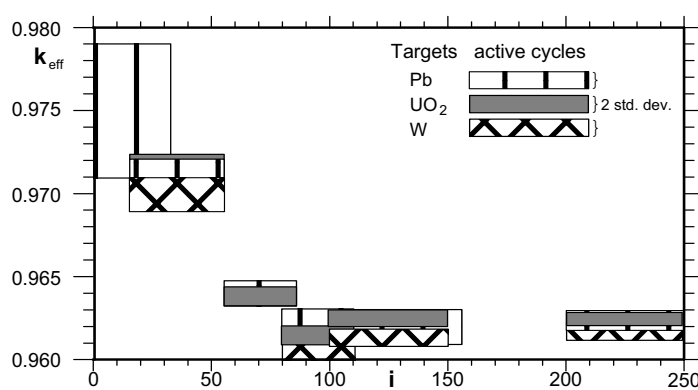 0.980
k eff
Targets active cycles
Pb }
0.975
UO2 } 2 std. dev.
W }
0.970
0.965
0.960
0 50 100 i 150 200 250